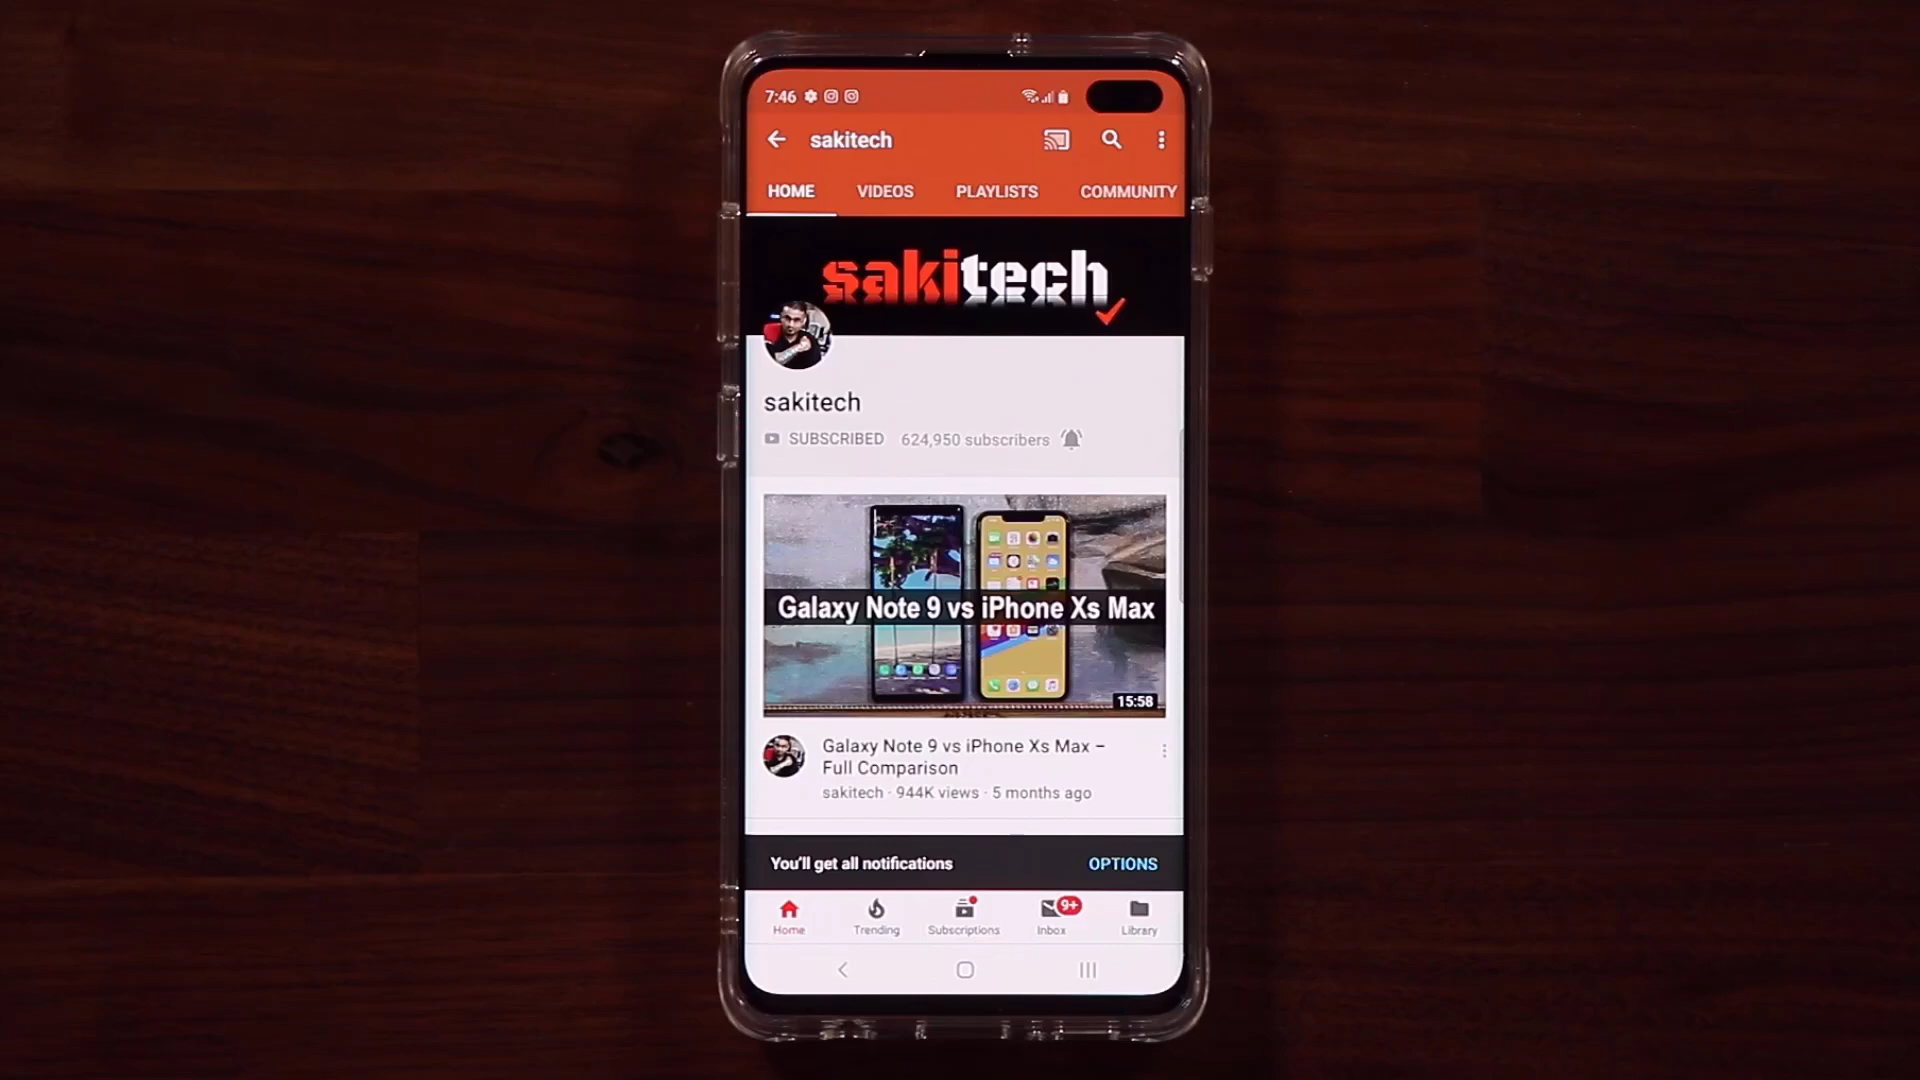 7:46
sakitech
HOME VIDEOS PLAYLISTS COMMUNITY
sakitech
sakitech
SUBSCRIBED 624,950 subscribers
Galaxy Note 9 vs iPhone Xs Max
15:58
Galaxy Note 9 vs iPhone Xs Max –
Full Comparison
sakitech · 944K views · 5 months ago
You'll get all notifications OPTIONS
9+
Home Trending Subscriptions Inbox Library